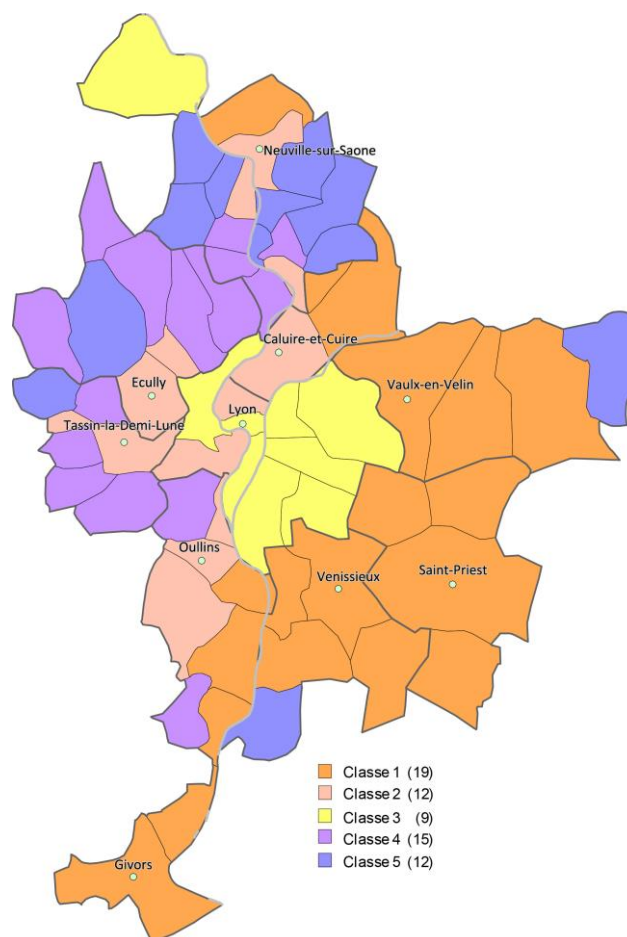 Neuville-sur-Saone
Caluire-et-Cuire
Ecully
Vaulx-en-Velin
Lyon
Tassin-la-Demi-Lune
Oullins
Venissieux
Saint-Priest
Classe 1 (19)
Classe 2 (12)
Classe 3 (9)
Classe 4 (15)
Classe 5 (12)
Givors